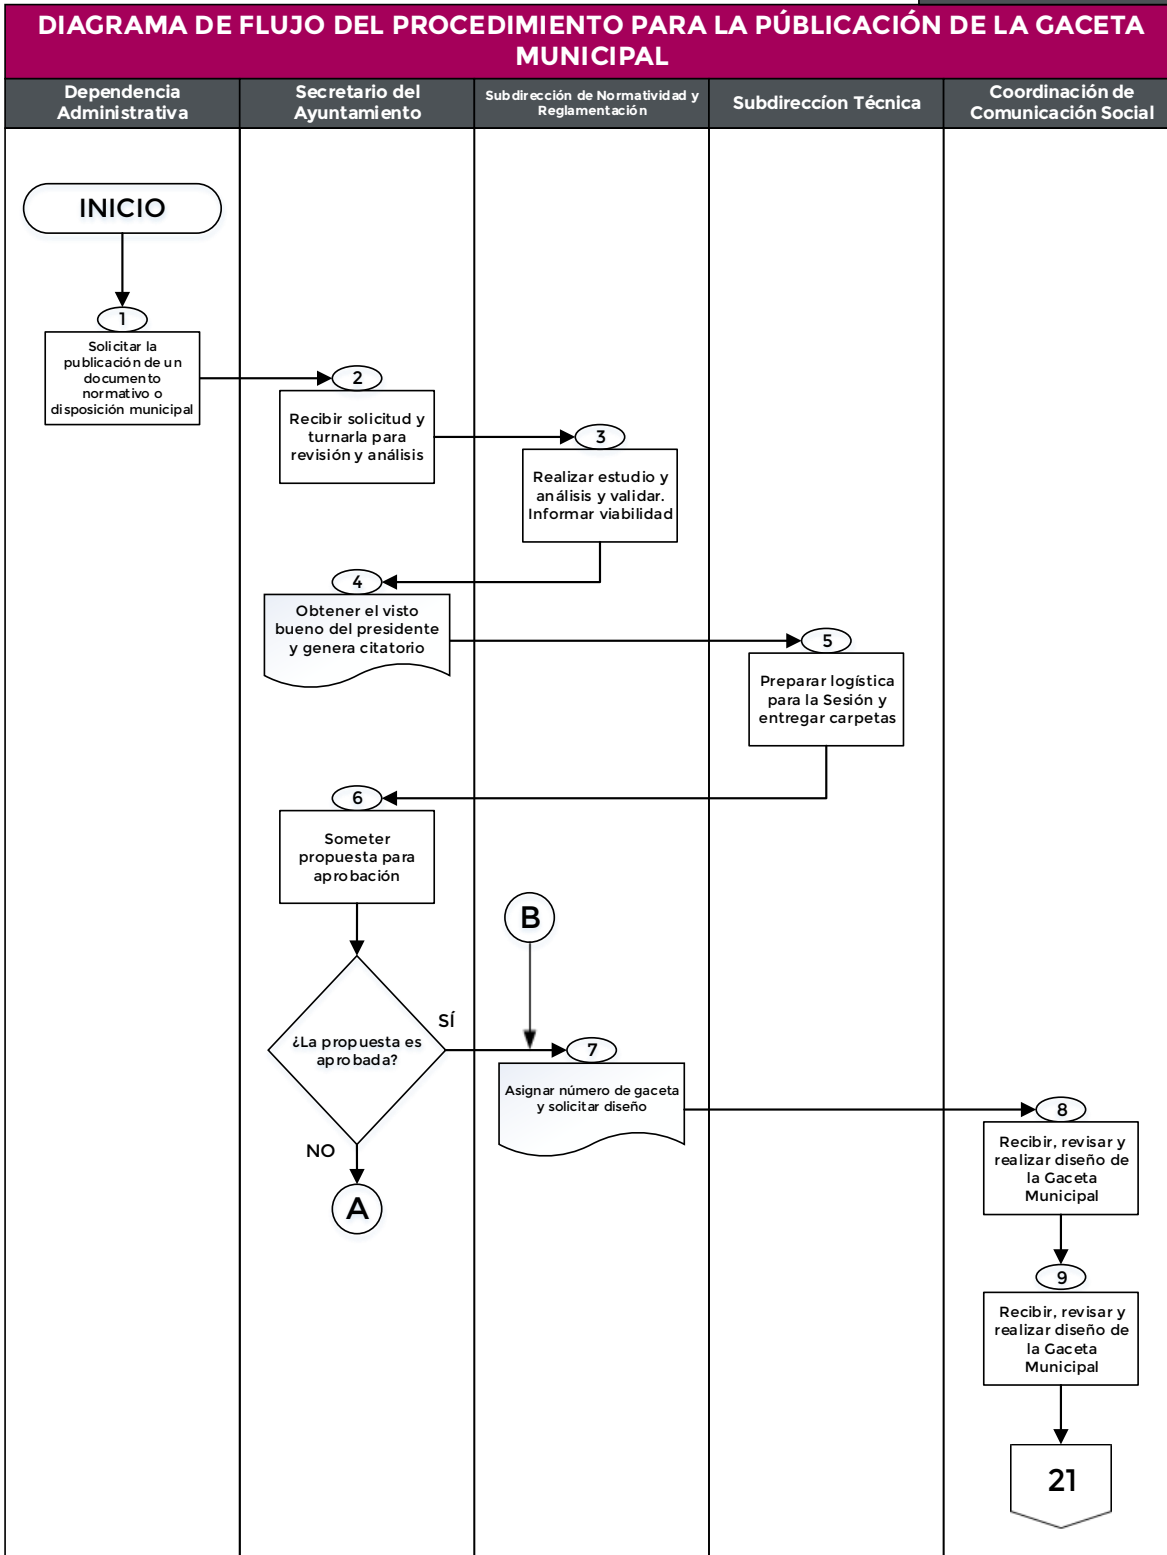 DIAGRAMA DE FLUJO DEL PROCEDIMIENTO PARA LA PÚBLICACIÓN DE LA GACETA
MUNICIPAL
Dependencia
Administrativa
Secretario del
Ayuntamiento
Subdirección de Normatividad y
Reglamentación
Subdireccíon Técnica
Coordinación de
Comunicación Social
INICIO
1
Solicitar la
publicación de un
documento
normativo o
disposición municipal
2
Recibir solicitud y
turnarla para
revisión y análisis
3
Realizar estudio y
análisis y validar.
Informar viabilidad
4
Obtener el visto
bueno del presidente
y genera citatorio
5
Preparar logística
para la Sesión y
entregar carpetas
6
Someter
propuesta para
aprobación
B
¿La propuesta es
aprobada?
SÍ
NO
A
7
Asignar número de gaceta
y solicitar diseño
8
Recibir, revisar y
realizar diseño de
la Gaceta
Municipal
9
Recibir, revisar y
realizar diseño de
la Gaceta
Municipal
21